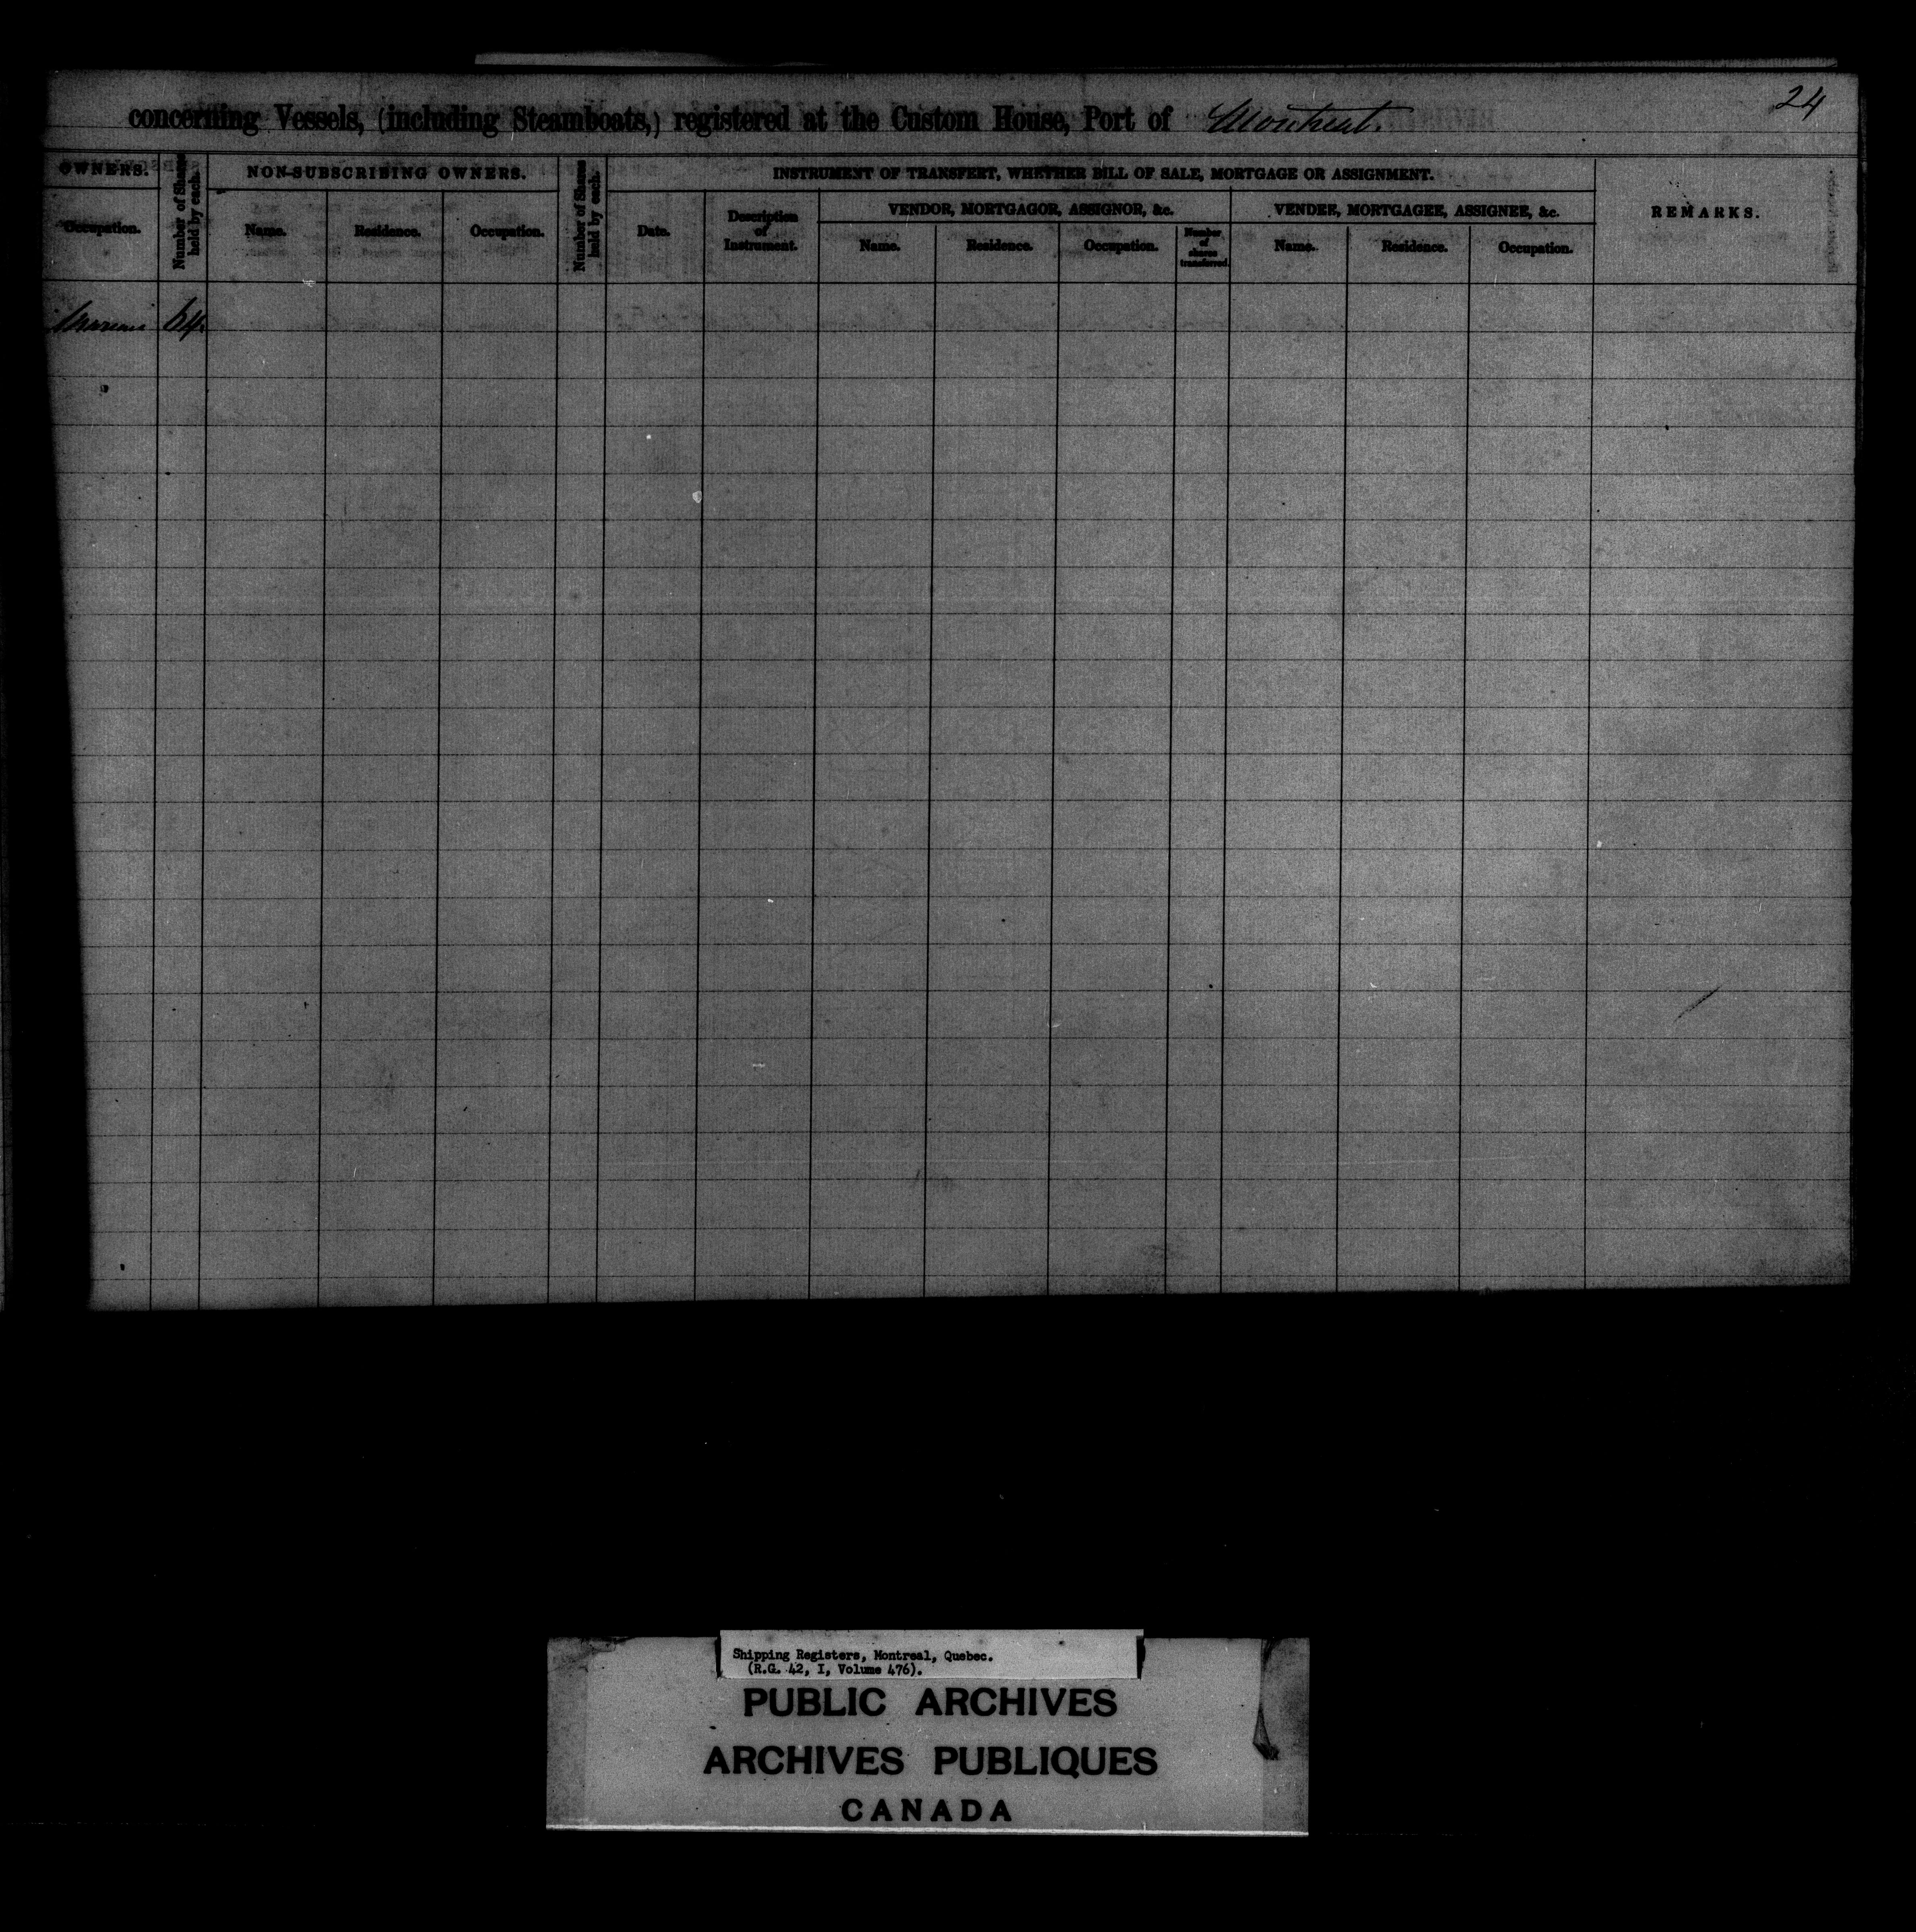 24
concerning Vessels, (including Steamboats,) registered at the Custom House, Port of Montreal.
OWNERS.
Occupation.
Number of Shares held by each.
NON-SUBSCRIBING OWNERS.
Name.
Residence.
Occupation.
Number of Shares held by each.
INSTRUMENT OF TRANSFERT, WHETHER BILL OF SALE, MORTGAGE OR ASSIGNMENT.
Date.
Description
of
Instrument.
VENDOR, MORTGAGOR, ASSIGNOR, &c.
Name.
Residence.
Occupation.
Number
of
shares
transferred.
VENDEE, MORTGAGEE, ASSIGNEE, &c.
Name.
Residence.
Occupation.
REMARKS.
64
Shipping Registers, Montreal, Quebec.
(R.G. 42, I, Volume 476).
PUBLIC ARCHIVES
ARCHIVES PUBLIQUES
CANADA